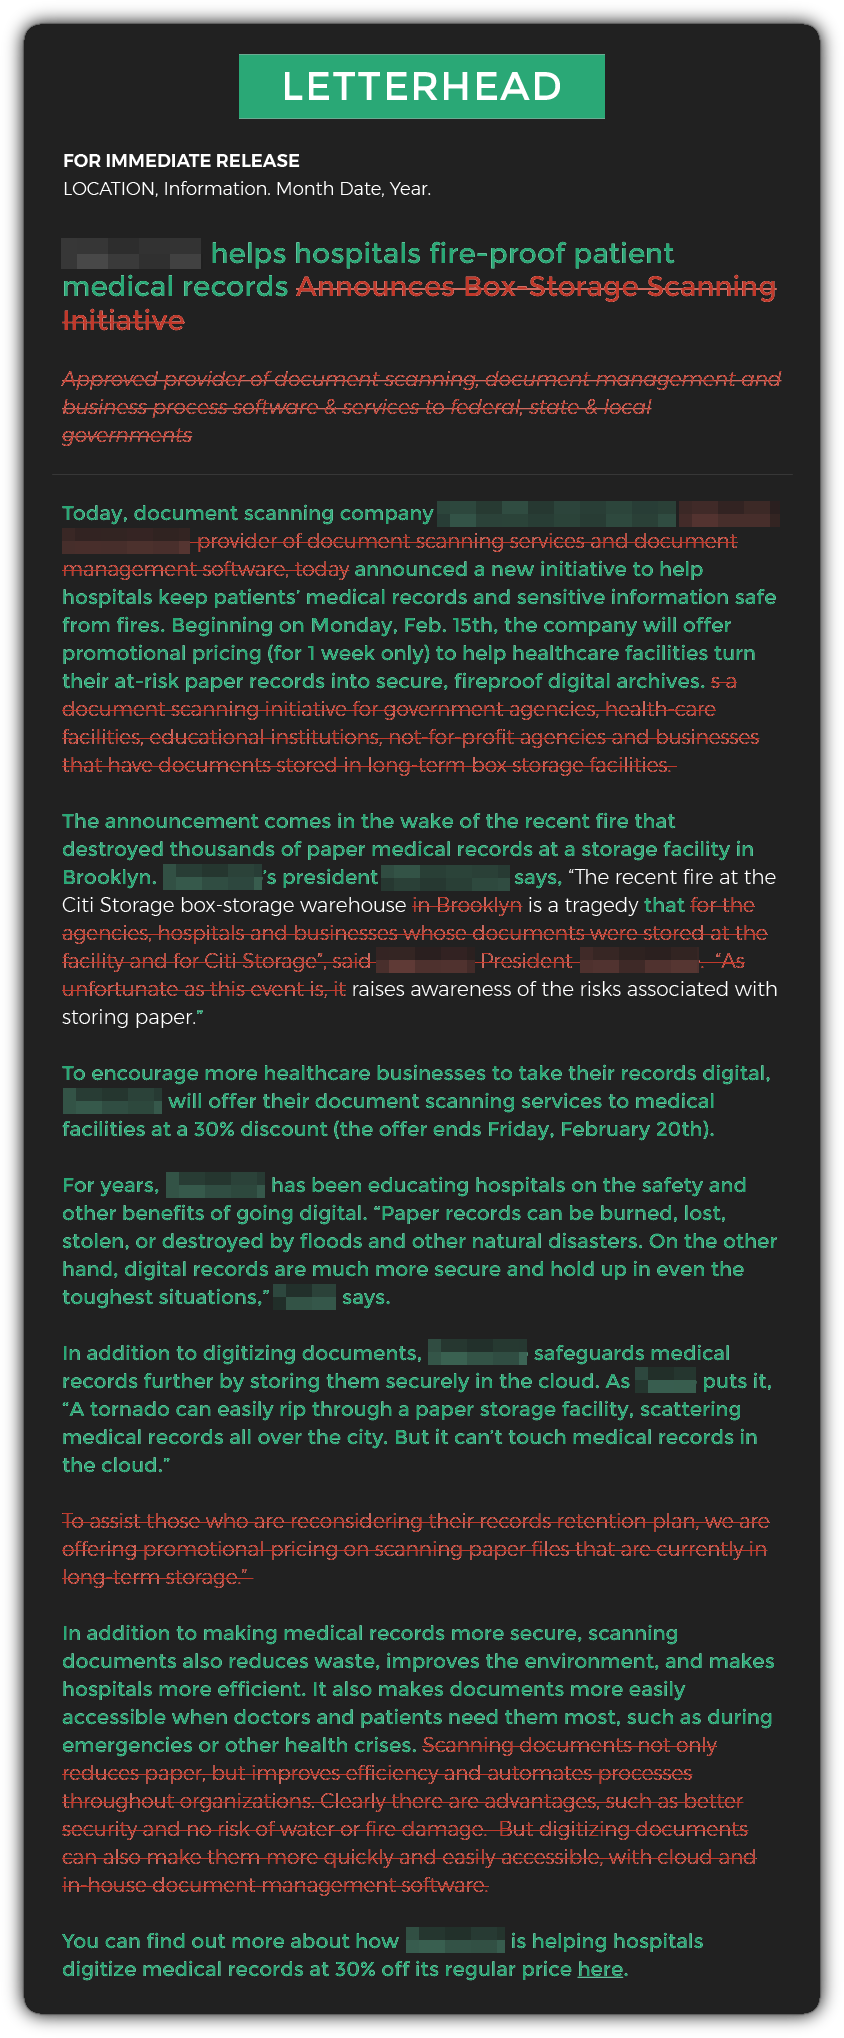 LETTERHEAD
FOR IMMEDIATE RELEASE
LOCATION, Information. Month Date, Year.
helps hospitals fire-proof patient
medical records Announces Box-Storage Scanning
Initiative
Approved provider of document scanning, document management and
business process software & services to federal, state & local
governments
Today, document scanning company
provider of document scanning services and document
management software, today announced a new initiative to help
hospitals keep patients’ medical records and sensitive information safe
from fires. Beginning on Monday, Feb. 15th, the company will offer
promotional pricing (for 1 week only) to help healthcare facilities turn
their at-risk paper records into secure, fireproof digital archives. s a
document scanning initiative for government agencies, health-care
facilities, educational institutions, not-for-profit agencies and businesses
that have documents stored in long-term box storage facilities.
The announcement comes in the wake of the recent fire that
destroyed thousands of paper medical records at a storage facility in
Brooklyn. ’s president says, “The recent fire at the
Citi Storage box-storage warehouse in Brooklyn is a tragedy that for the
agencies, hospitals and businesses whose documents were stored at the
facility and for Citi Storage”, said President . “As
unfortunate as this event is, it raises awareness of the risks associated with
storing paper.”
To encourage more healthcare businesses to take their records digital,
will offer their document scanning services to medical
facilities at a 30% discount (the offer ends Friday, February 20th).
For years, has been educating hospitals on the safety and
other benefits of going digital. “Paper records can be burned, lost,
stolen, or destroyed by floods and other natural disasters. On the other
hand, digital records are much more secure and hold up in even the
toughest situations,” says.
In addition to digitizing documents, safeguards medical
records further by storing them securely in the cloud. As puts it,
“A tornado can easily rip through a paper storage facility, scattering
medical records all over the city. But it can’t touch medical records in
the cloud.”
To assist those who are reconsidering their records retention plan, we are
offering promotional pricing on scanning paper files that are currently in
long-term storage.”
In addition to making medical records more secure, scanning
documents also reduces waste, improves the environment, and makes
hospitals more efficient. It also makes documents more easily
accessible when doctors and patients need them most, such as during
emergencies or other health crises. Scanning documents not only
reduces paper, but improves efficiency and automates processes
throughout organizations. Clearly there are advantages, such as better
security and no risk of water or fire damage. But digitizing documents
can also make them more quickly and easily accessible, with cloud and
in-house document management software.
You can find out more about how is helping hospitals
digitize medical records at 30% off its regular price here.